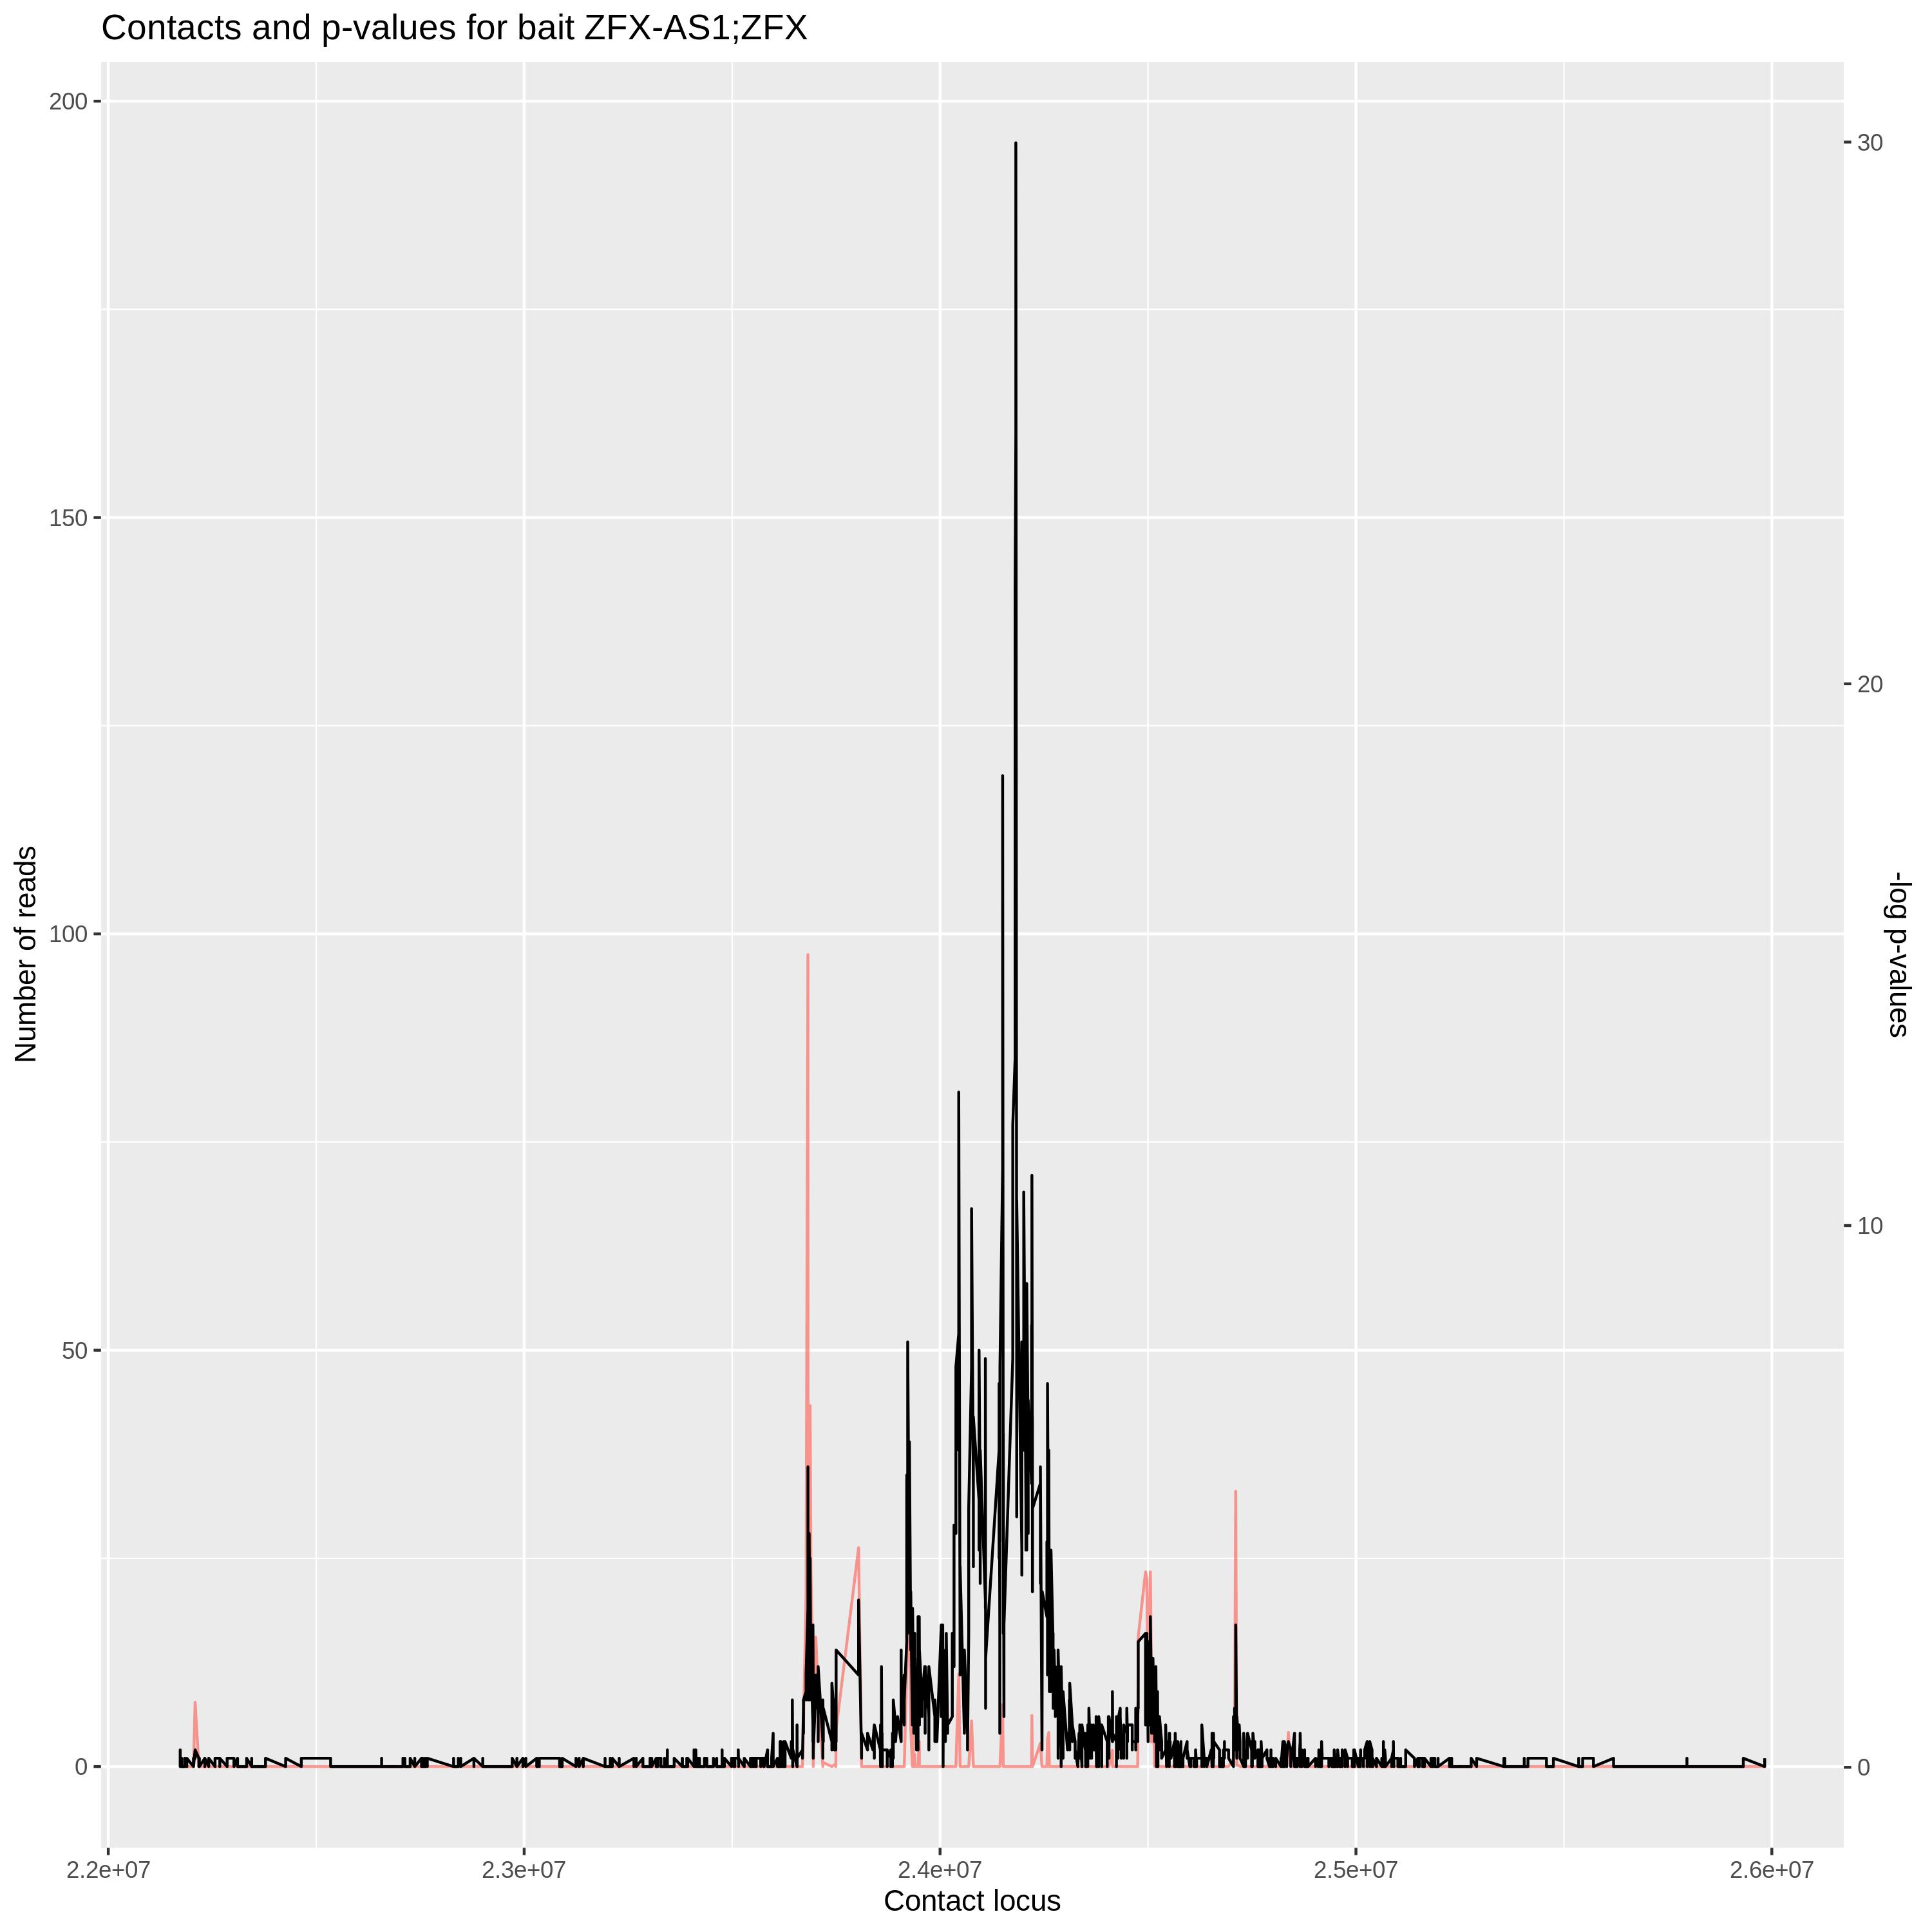 Contacts and p-values for bait ZFX-AS1;ZFX
200
150
100
50
0
Number of reads
30
20
10
0
-log p-values
2.2e+07
2.3e+07
2.4e+07
2.5e+07
2.6e+07
Contact locus